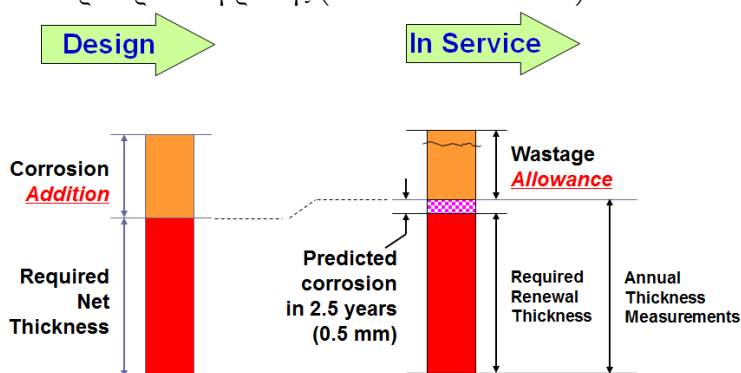 Design
In Service
Corrosion
Addition
Wastage
Allowance
Required
Net
Thickness
Predicted
corrosion
in 2.5 years
(0.5 mm)
Required
Renewal
Thickness
Annual
Thickness
Measurements